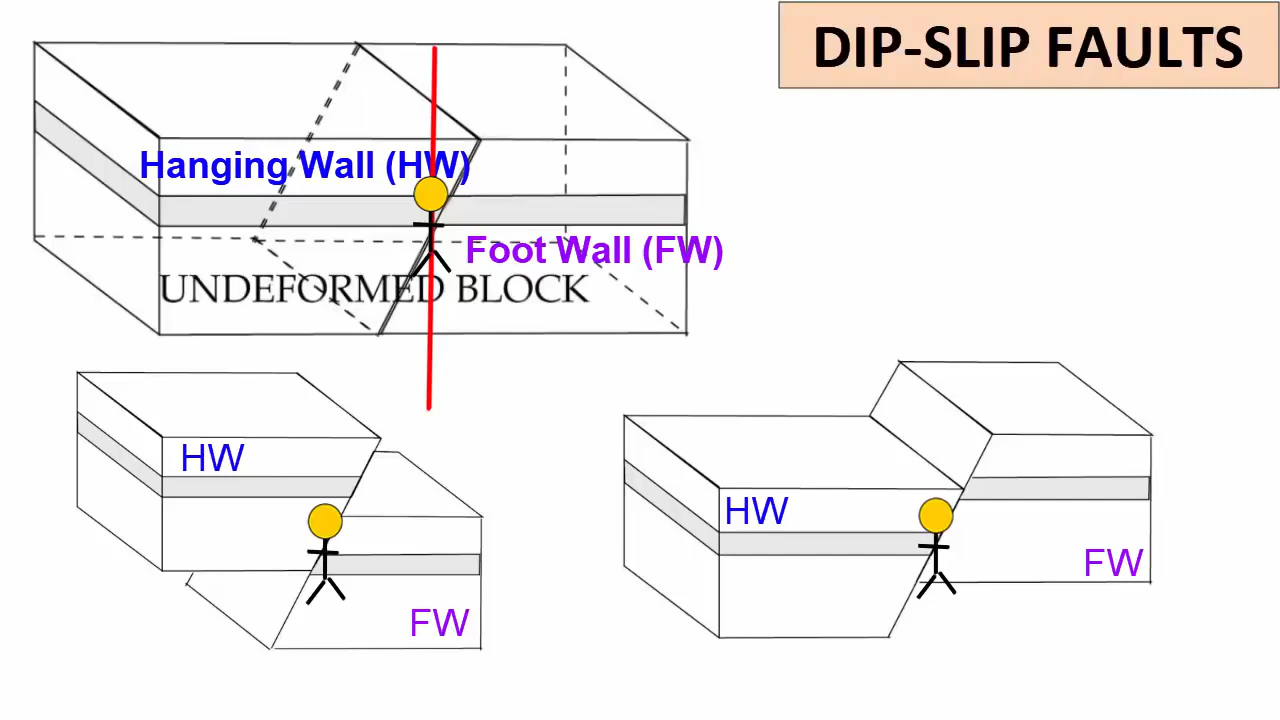 DIP-SLIP FAULTS
Hanging Wall (HW)
Foot Wall (FW)
UNDEFORMED BLOCK
HW
FW
HW
FW